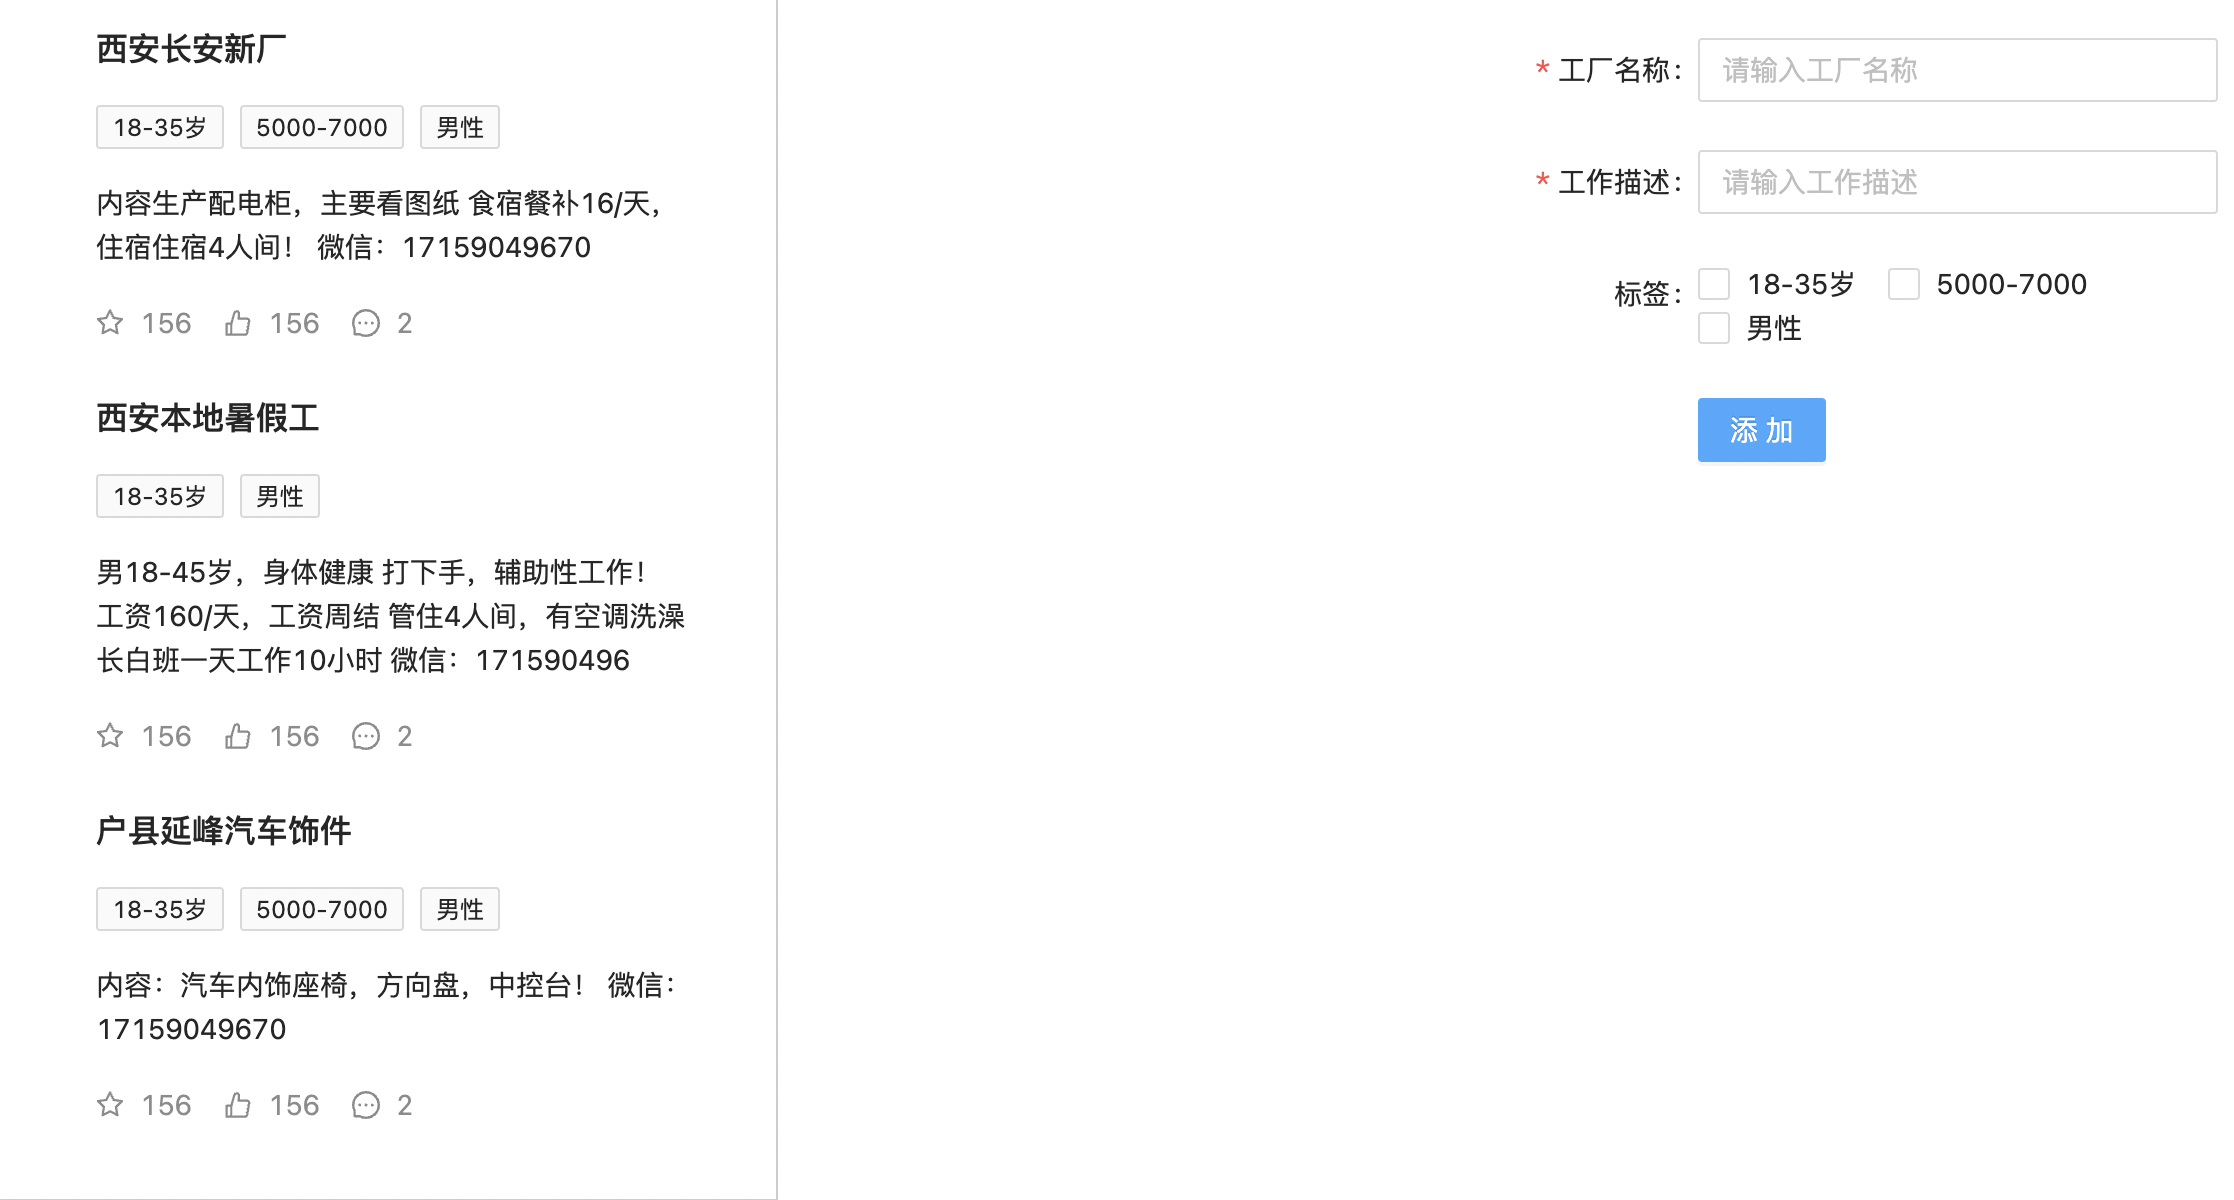 西安长安新厂
18-35岁 5000-7000 男性
内容生产配电柜，主要看图纸 食宿餐补16/天，
住宿住宿4人间！ 微信：17159049670
156 156 2
西安本地暑假工
18-35岁 男性
男18-45岁，身体健康 打下手，辅助性工作！
工资160/天，工资周结 管住4人间，有空调洗澡
长白班一天工作10小时 微信：171590496
156 156 2
户县延峰汽车饰件
18-35岁 5000-7000 男性
内容：汽车内饰座椅，方向盘，中控台！ 微信：
17159049670
156 156 2
* 工厂名称： 请输入工厂名称
* 工作描述： 请输入工作描述
标签： 18-35岁 5000-7000
男性
添加